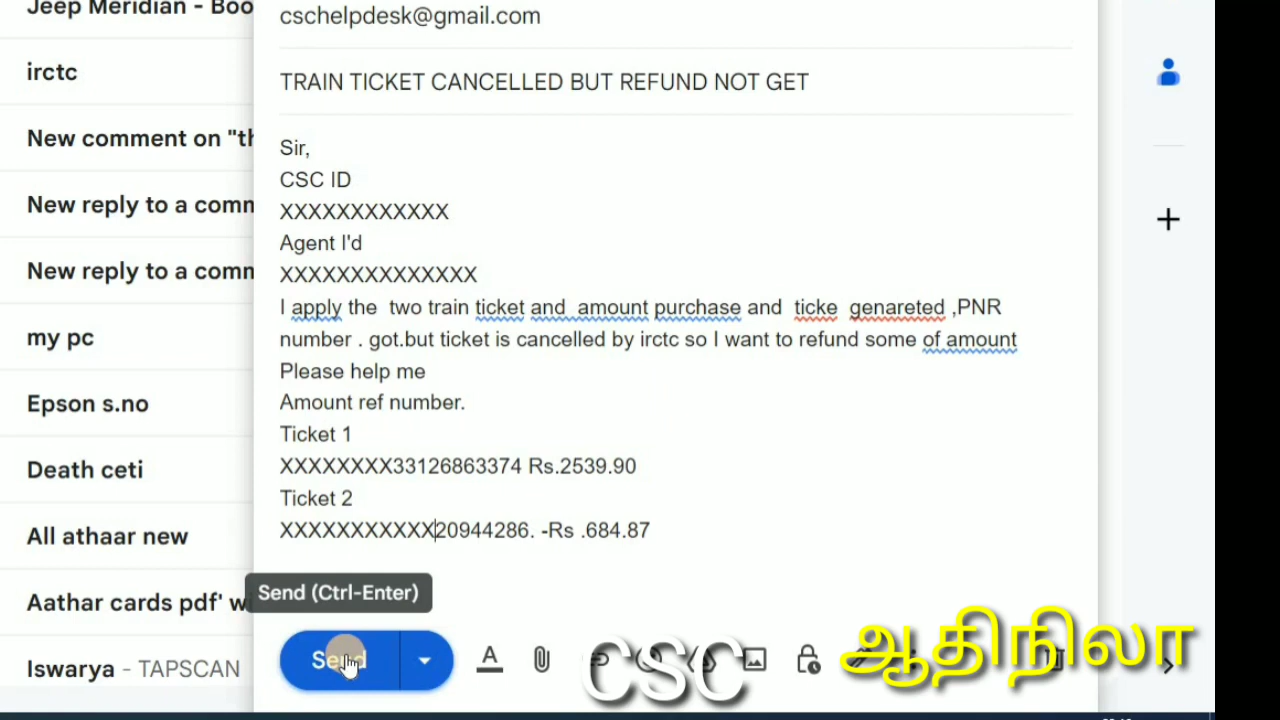 Jeep Meridian - Boo
irctc
New comment on "th
New reply to a comm
New reply to a comm
my pc
Epson s.no
Death ceti
All athaar new
Aathar cards pdf' w
Iswarya - TAPSCAN
cschelpdesk@gmail.com
TRAIN TICKET CANCELLED BUT REFUND NOT GET
Sir,
CSC ID
XXXXXXXXXXXX
Agent I'd
XXXXXXXXXXXXXX
I apply the  two train ticket and  amount purchase and  ticke  genareted ,PNR
number . got.but ticket is cancelled by irctc so I want to refund some of amount
Please help me
Amount ref number.
Ticket 1
XXXXXXXX33126863374 Rs.2539.90
Ticket 2
XXXXXXXXXXX20944286. -Rs .684.87
Send (Ctrl-Enter)
Send
CSC
ஆதிநிலா